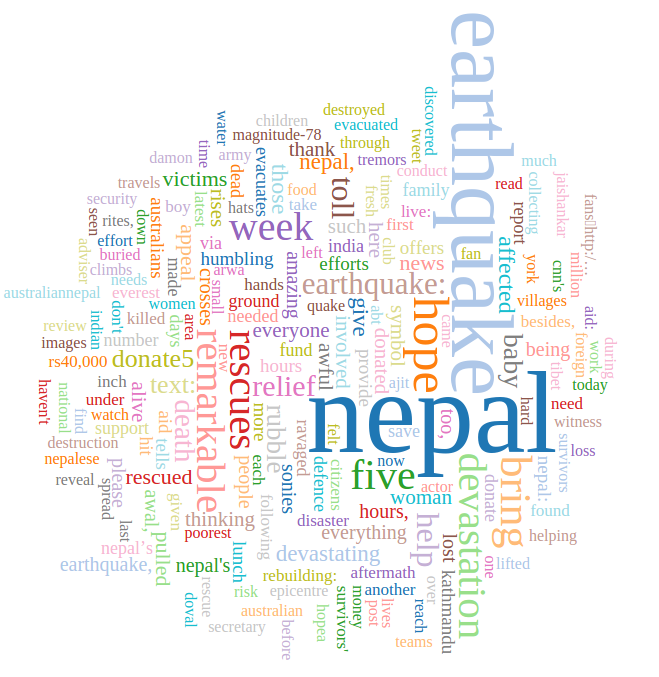 earthquake
discovered
destroyed
children
evacuated
water
magnitude-78
through
tweet
thank
time
army
evacuates
nepal,
tremors
much
damon
conduct
dead
those
food
toll
times
family
read
collecting
jaishankar
travels
victims
rises
fresh
security
boy
latest
hats
take
live:
report
fans|http:/…
seen
rites,
down
australians
week
such
here
first
effort
appeal
via
india
club
offers
affected
adviser
buried
humbling
amazing
left
efforts
news
fan
york
cnn's
million
climbs
made
crosses
arwa
needs
small
hands
earthquake:
australiannepal
everest
women
ground
quake
give
abt
symbol
hope
villages
aid:
indian
don't
area
needed
involved
came
besides,
foreign
work
during
review
killed
days
everyone
donated
images
number
remarkable
rescues
fund
awful
provide
baby
being
tibet
rs40,000
donate5
new
hours
today
haven't
inch
text:
relief
ajit
nepal
national
under
alive
death
hard
need
find
watch
aid
more
rubble
save
too,
witness
support
destruction
hit
tells
ravaged
felt
survivors
loss
nepalese
now
devastation
bring
nepal:
please
people
each
citizens
five
reveal
rescued
sonies
defence
actor
donate
spread
awal,
given
woman
found
following
hours,
last
thinking
disaster
help
poorest
everything
lost
helping
nepal's
pulled
lunch
devastating
one
lifted
earthquake,
nepal's
aftermath
kathmandu
rebuilding:
over
rescue
risk
epicentre
another
doval
survivors'
money
lives
reach
australian
hopea
post
secretary
before
teams